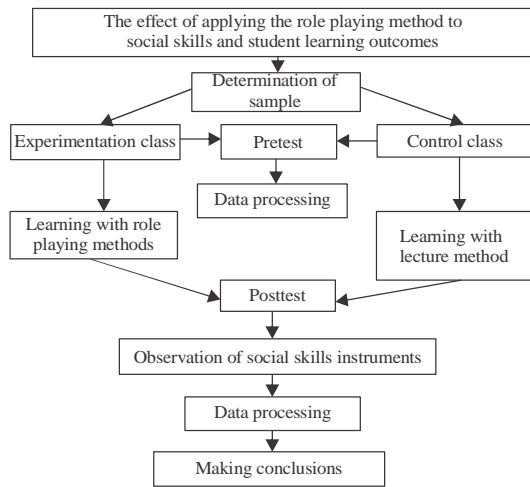 The effect of applying the role playing method to
social skills and student learning outcomes
Determination of
sample
Experimentation class
Pretest
Control class
Data processing
Learning with role
playing methods
Learning with
lecture method
Posttest
Observation of social skills instruments
Data processing
Making conclusions